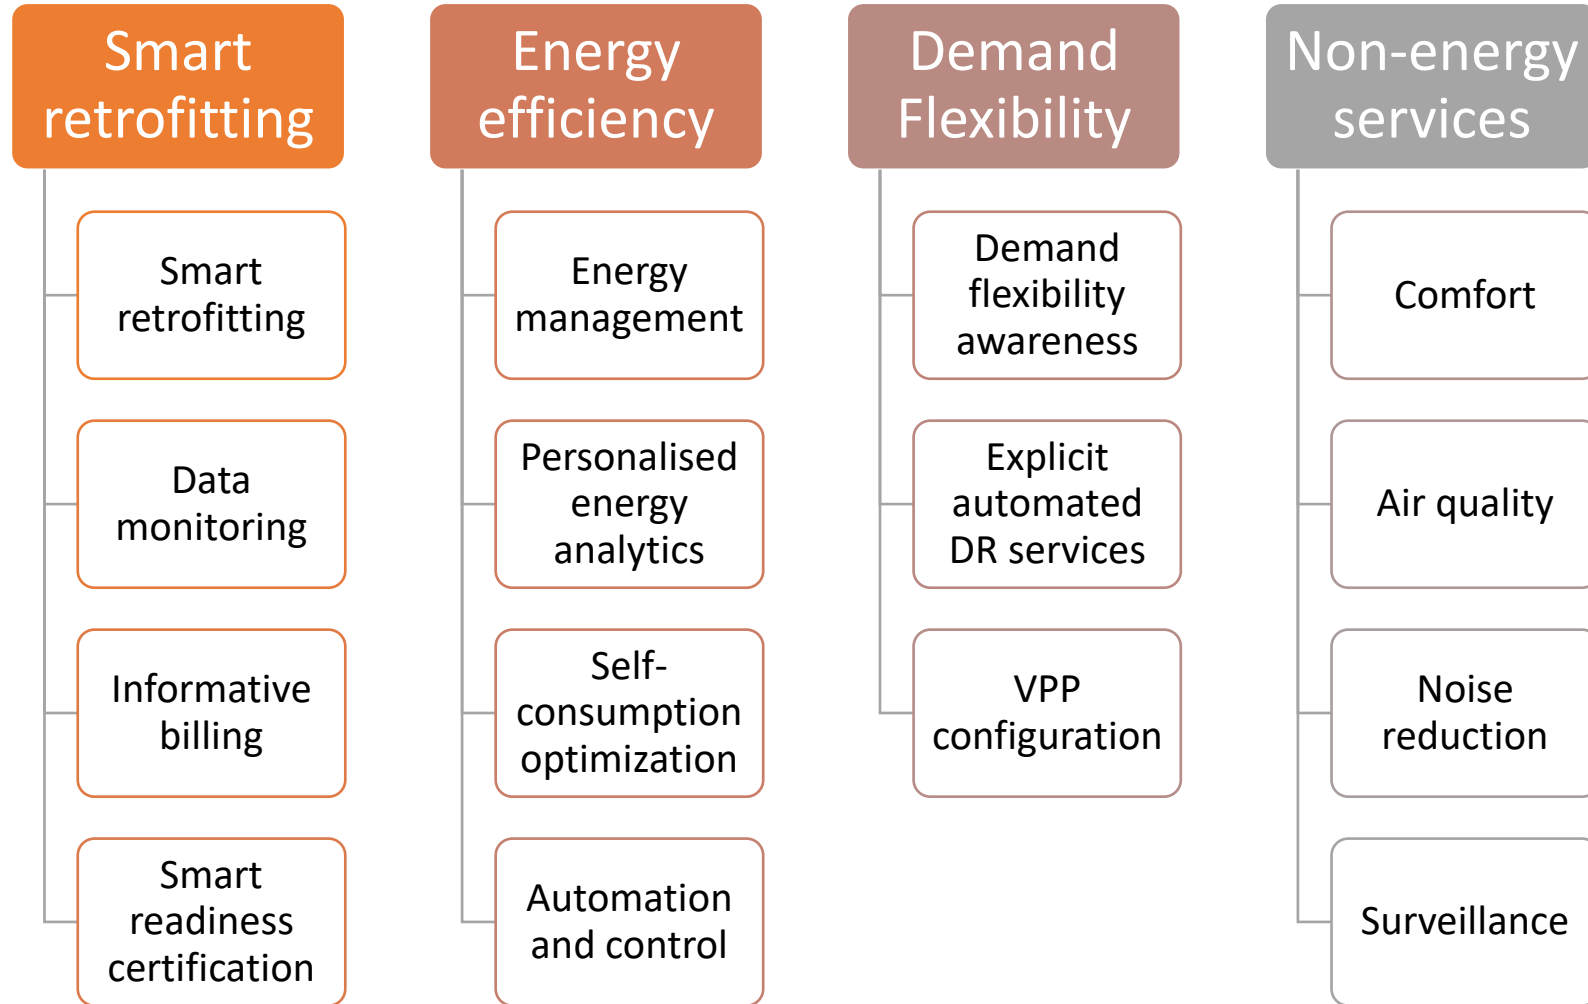 Smart
retrofitting
Smart
retrofitting
Data
monitoring
Informative
billing
Smart
readiness
certification
Energy
efficiency
Energy
management
Personalised
energy
analytics
Self-
consumption
optimization
Automation
and control
Demand
Flexibility
Demand
flexibility
awareness
Explicit
automated
DR services
VPP
configuration
Non-energy
services
Comfort
Air quality
Noise
reduction
Surveillance